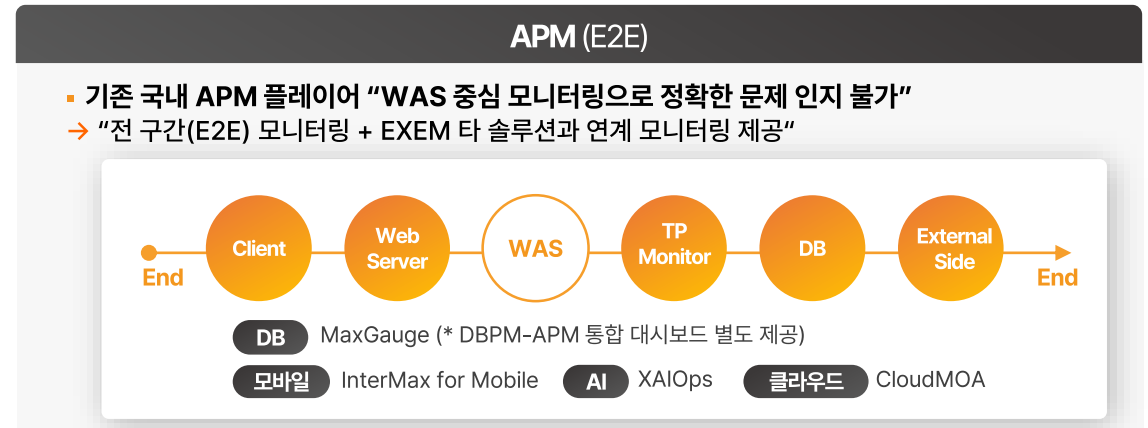 APM (E2E)
▪ 기존 국내 APM 플레이어 “WAS 중심 모니터링으로 정확한 문제 인지 불가”
→ “전 구간(E2E) 모니터링 + EXEM 타 솔루션과 연계 모니터링 제공“
Client
Web
Server
WAS
TP
Monitor
DB
External
Side
End
End
DB MaxGauge (* DBPM-APM 통합 대시보드 별도 제공)
모바일 InterMax for Mobile AI XAIOps 클라우드 CloudMOA